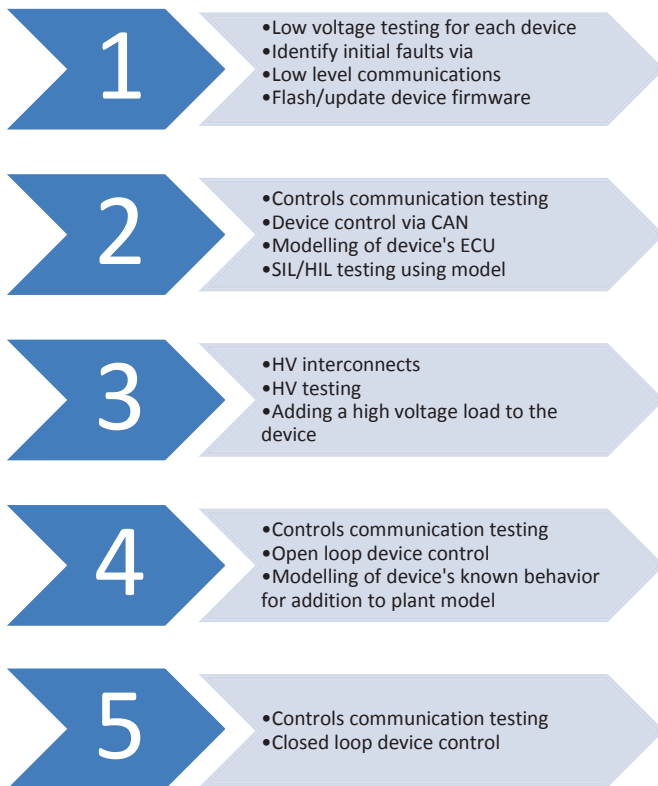 1
•Low voltage testing for each device
•Identify initial faults via
•Low level communications
•Flash/update device firmware
2
•Controls communication testing
•Device control via CAN
•Modelling of device's ECU
•SIL/HIL testing using model
3
•HV interconnects
•HV testing
•Adding a high voltage load to the
device
4
•Controls communication testing
•Open loop device control
•Modelling of device's known behavior
for addition to plant model
5
•Controls communication testing
•Closed loop device control